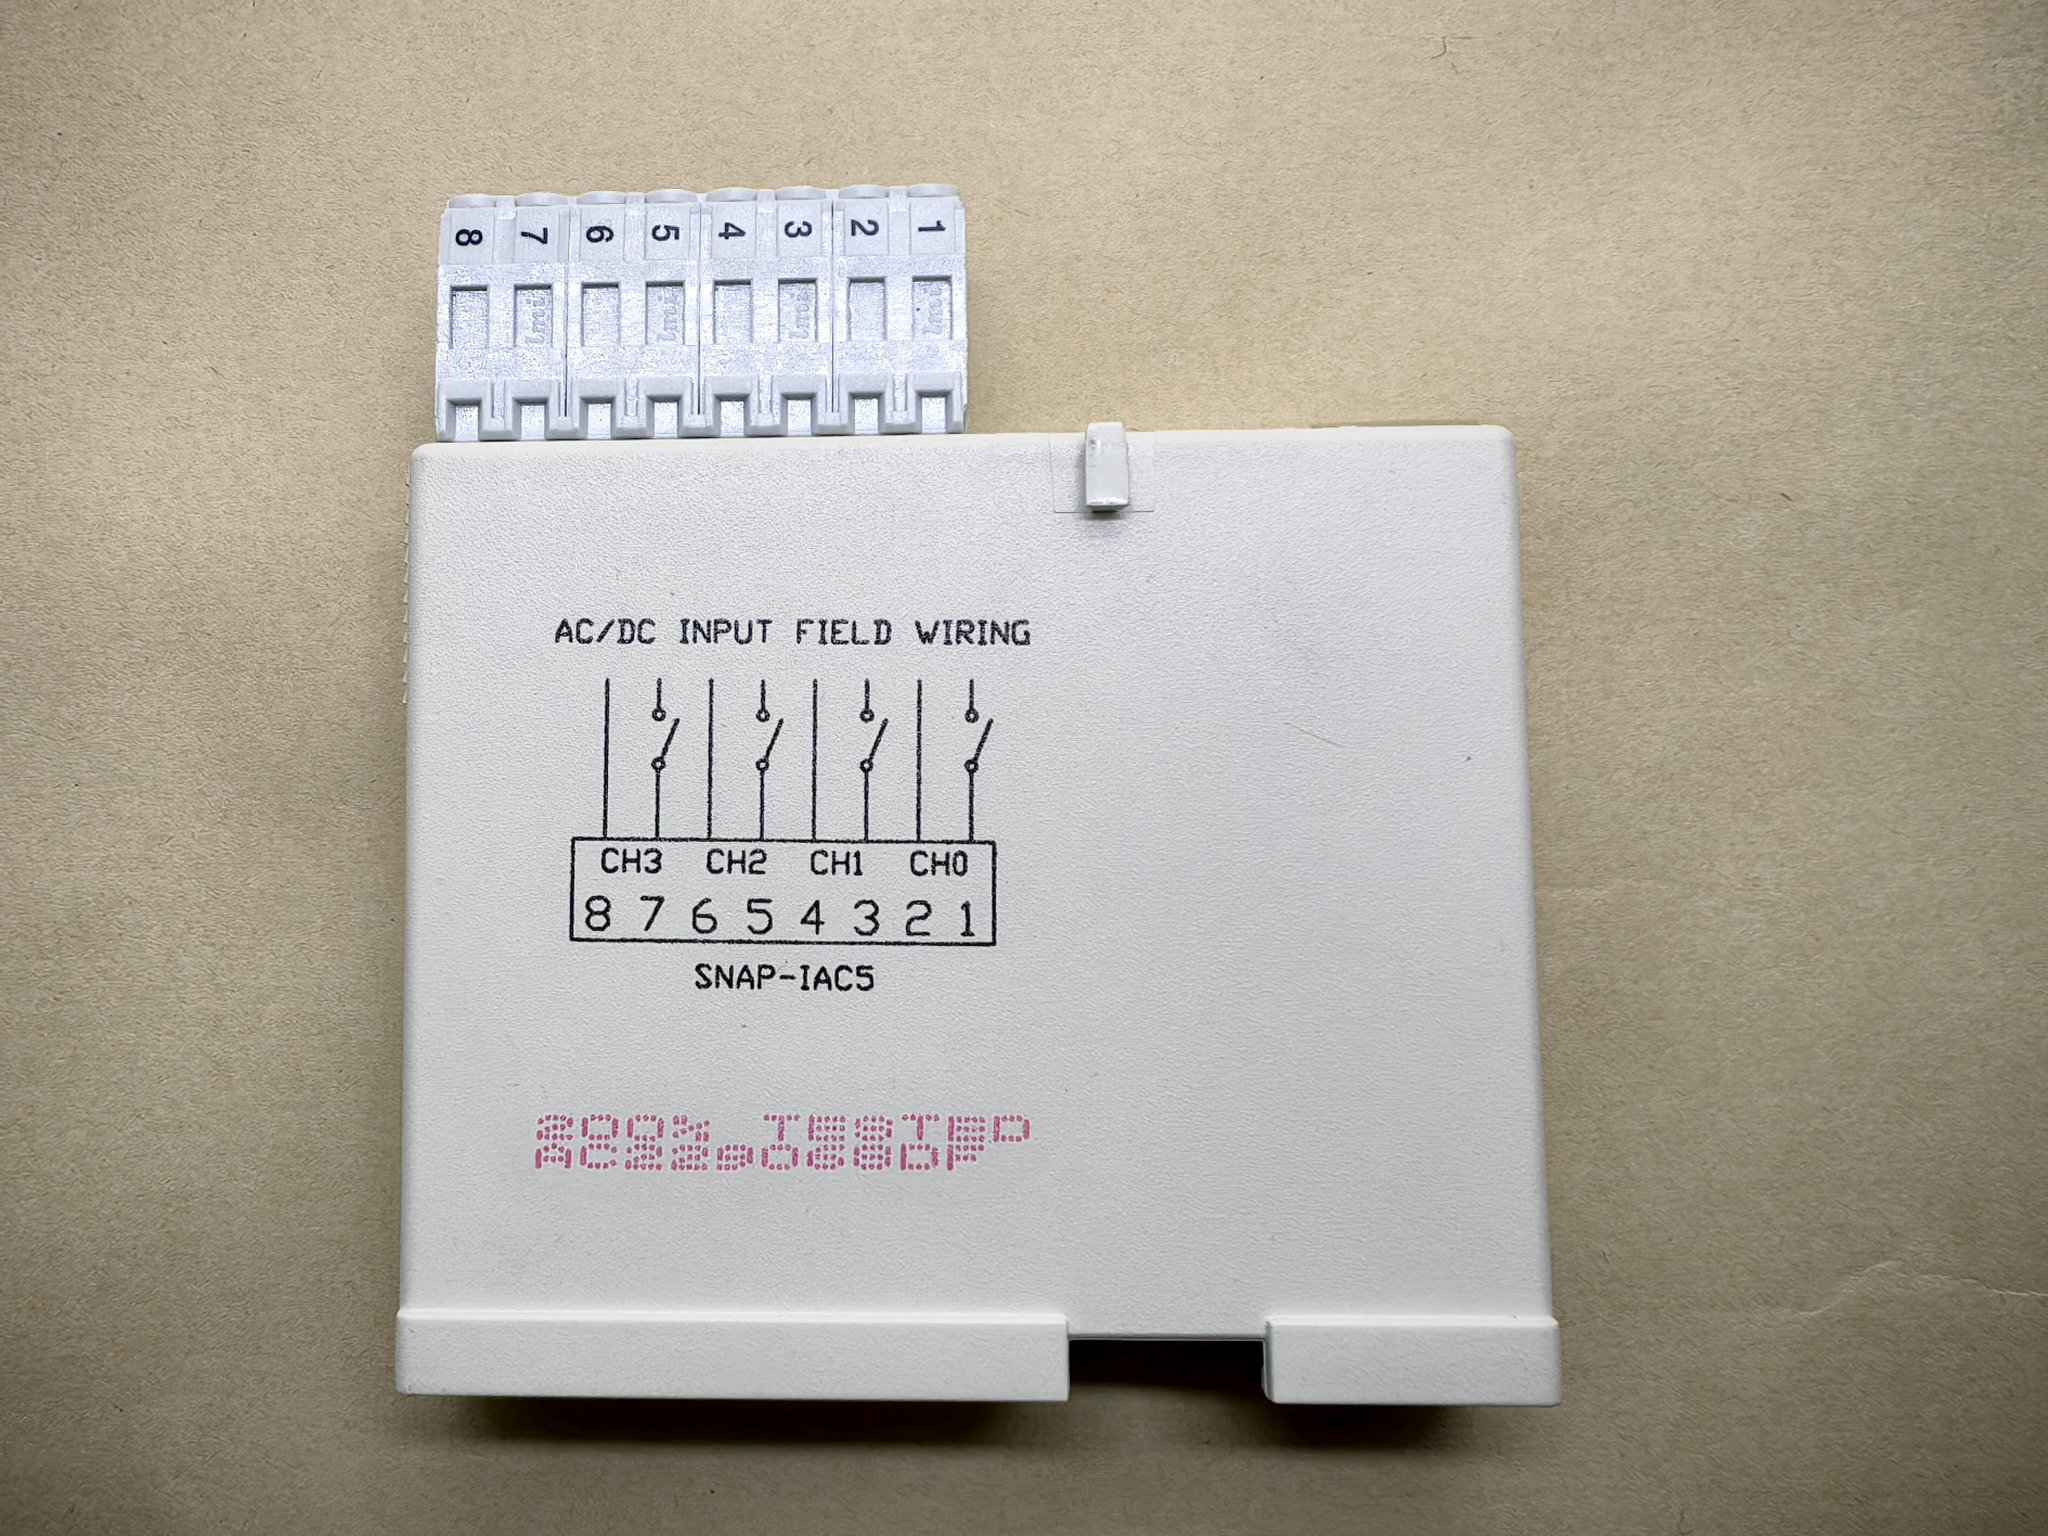 8 7 6 5 4 3 2 1
AC/DC INPUT FIELD WIRING
CH3 CH2 CH1 CH0
8 7 6 5 4 3 2 1
SNAP-IAC5